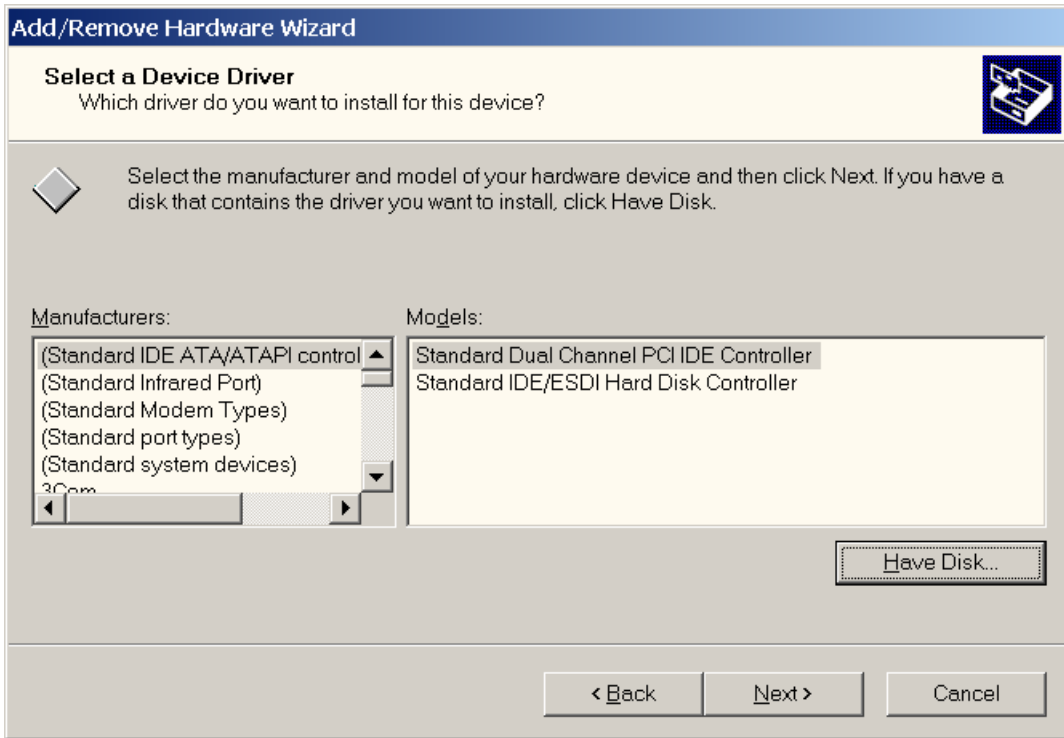 Add/Remove Hardware Wizard
Select a Device Driver
Which driver do you want to install for this device?
Select the manufacturer and model of your hardware device and then click Next. If you have a
disk that contains the driver you want to install, click Have Disk.
Manufacturers:
(Standard IDE ATA/ATAPI control
(Standard Infrared Port)
(Standard Modem Types)
(Standard port types)
(Standard system devices)
3Com
Models:
Standard Dual Channel PCI IDE Controller
Standard IDE/ESDI Hard Disk Controller
Have Disk...
< Back
Next >
Cancel